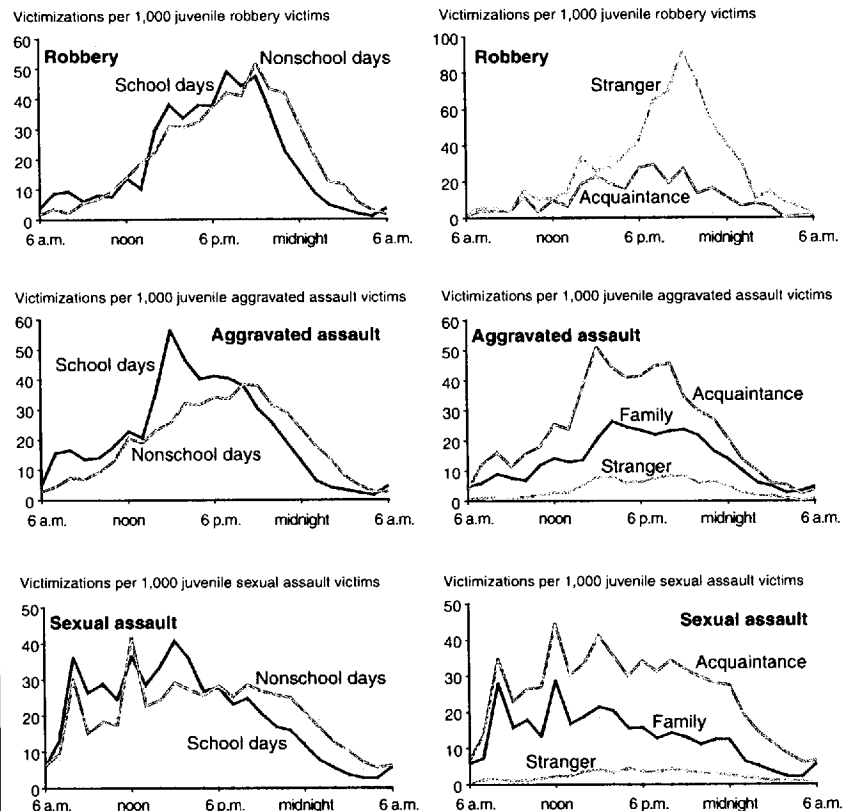 Victimizations per 1,000 juvenile robbery victims
60
50
40
30
20
10
0
Robbery
School days
Nonschool days
6 a.m.
noon
6 p.m.
midnight
6 a.m.
Victimizations per 1,000 juvenile robbery victims
100
80
60
40
20
0
Robbery
Stranger
Acquaintance
6 a.m.
noon
6 p.m.
midnight
6 a.m.
Victimizations per 1,000 juvenile aggravated assault victims
60
50
40
30
20
10
0
Aggravated assault
School days
Nonschool days
6 a.m.
noon
6 p.m.
midnight
6 a.m.
Victimizations per 1,000 juvenile aggravated assault victims
60
50
40
30
20
10
0
Aggravated assault
Acquaintance
Family
Stranger
6 a.m.
noon
6 p.m.
midnight
6 a.m.
Victimizations per 1,000 juvenile sexual assault victims
50
40
30
20
10
0
Sexual assault
Nonschool days
School days
6 a.m.
noon
6 p.m.
midnight
6 a.m.
Victimizations per 1,000 juvenile sexual assault victims
50
40
30
20
10
0
Sexual assault
Acquaintance
Family
Stranger
6 a.m.
noon
6 p.m.
midnight
6 a.m.